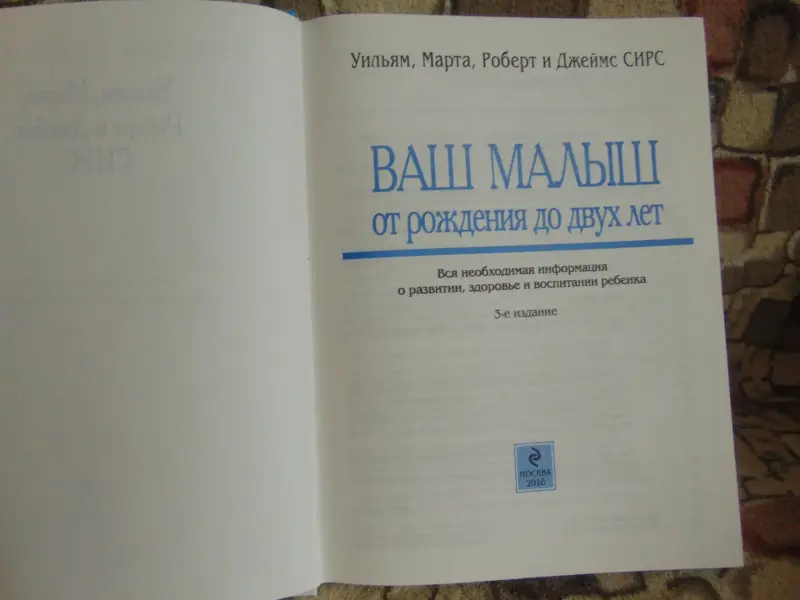 Уильям, Марта, Роберт и Джеймс СИРС
ВАШ МАЛЫШ
от рождения до двух лет
Вся необходимая информация
о развитии, здоровье и воспитании ребенка
3-е издание
МОСКВА
2016